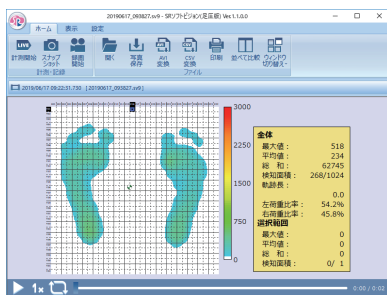 20190617_093827.sv9 - SRソフトビジョン(足圧版) Ver.1.1.0.0
ホーム 表示 設定
計測開始 スナップショット 録画開始 開く 写真保存 AVI変換 CSV変換 印刷 並べて比較 ウィンドウ切り替え
計測・記録 ファイル
2019/06/17 09:22:51.730 [20190617_093827.sv9]
3000
2250
1500
750
0
全体
最大値： 518
平均値： 234
総 和： 62745
検知面積： 268/1024
軌跡長：
0.0
左荷重比率： 54.2%
右荷重比率： 45.8%
選択範囲
最大値： 0
平均値： 0
総 和： 0
検知面積： 0/ 1
1x
0:00 / 0:02